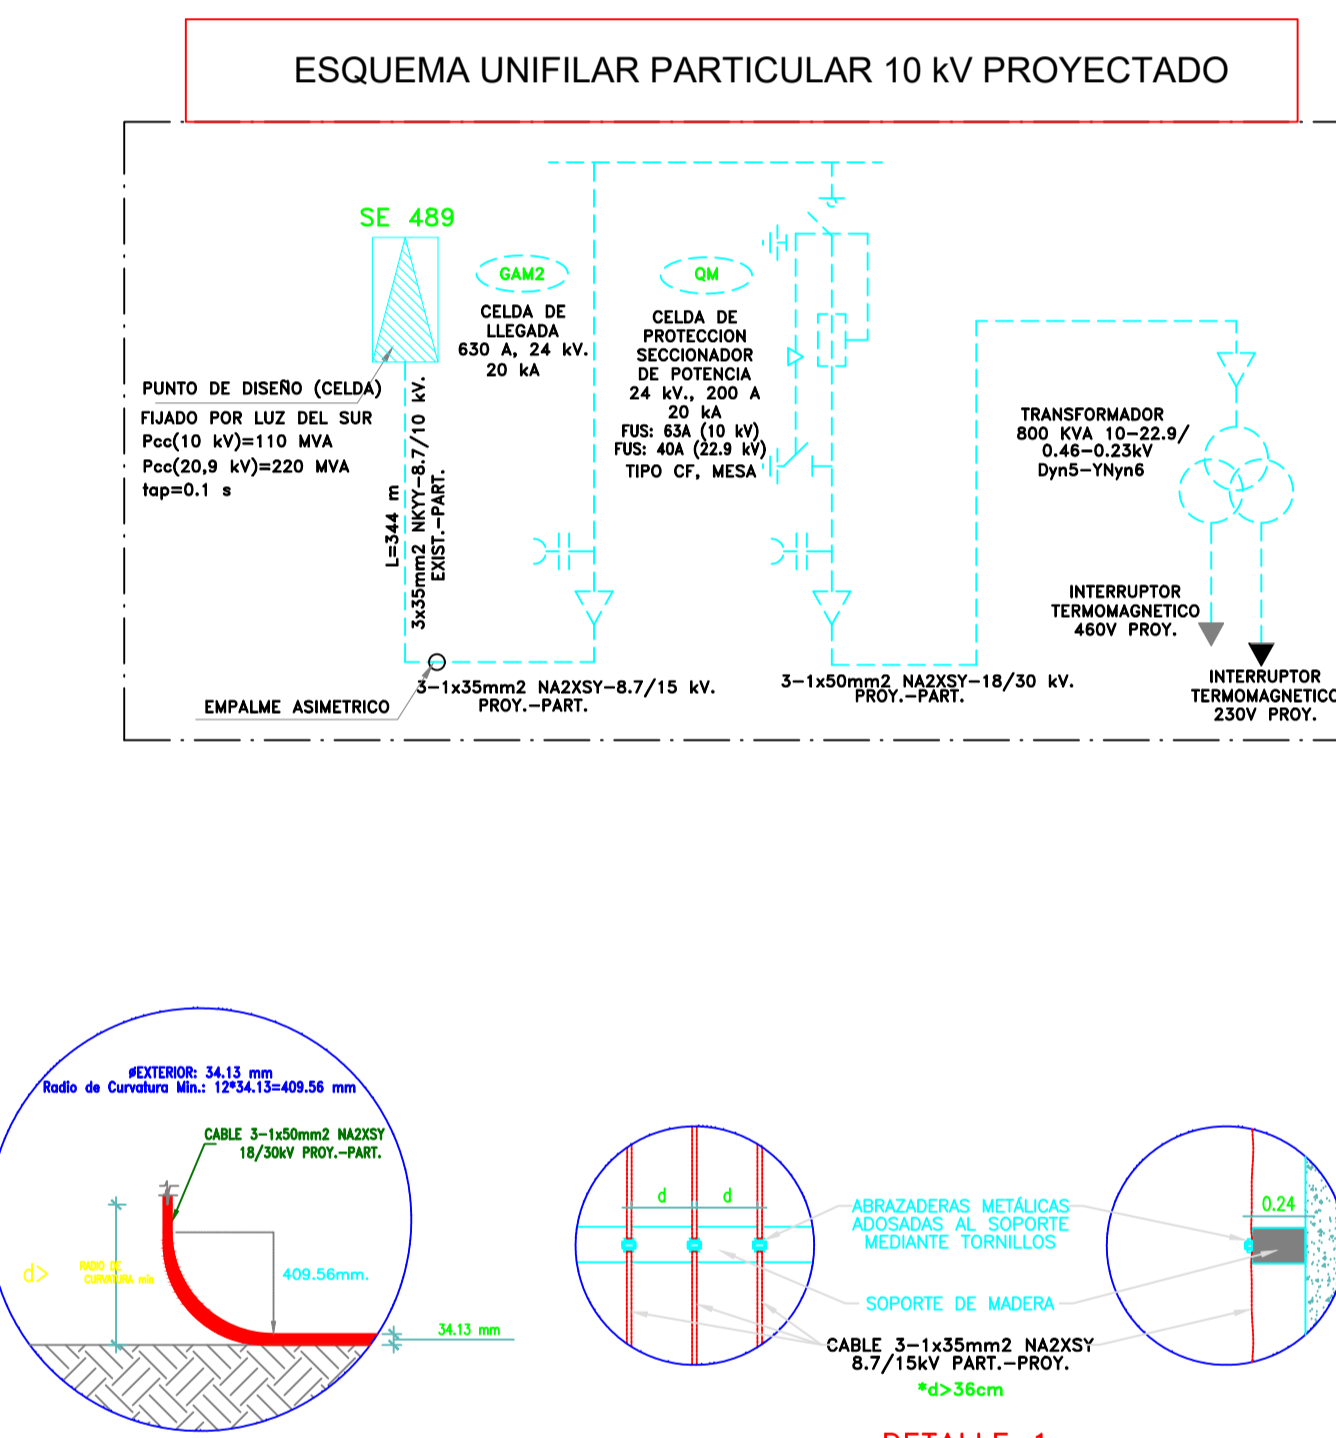 ESQUEMA UNIFILAR PARTICULAR 10 kV PROYECTADO
SE 489
PUNTO DE DISEÑO (CELDA)
FIJADO POR LUZ DEL SUR
Pcc(10 kV)=110 MVA
Pcc(20,9 kV)=220 MVA
tap=0.1 s
L=344 m
3x35mm2 NKYY-8.7/10 kV.
EXIST.-PART.
EMPALME ASIMETRICO
GAM2
CELDA DE
LLEGADA
630 A, 24 kV.
20 kA
3-1x35mm2 NA2XSY-8.7/15 kV.
PROY.-PART.
QM
CELDA DE
PROTECCION
SECCIONADOR
DE POTENCIA
24 kV., 200 A
20 kA
FUS: 63A (10 kV)
FUS: 40A (22.9 kV)
TIPO CF, MESA
3-1x50mm2 NA2XSY-18/30 kV.
PROY.-PART.
TRANSFORMADOR
800 KVA 10-22.9/
0.46-0.23kV
Dyn5-YNyn6
INTERRUPTOR
TERMOMAGNETICO
460V PROY.
INTERRUPTOR
TERMOMAGNETICO
230V PROY.
øEXTERIOR: 34.13 mm
Radio de Curvatura Min.: 12*34.13=409.56 mm
CABLE 3-1x50mm2 NA2XSY
18/30kV PROY.-PART.
d>
RADIO DE
CURVATURA min
409.56mm.
34.13 mm
d d
ABRAZADERAS METÁLICAS
ADOSADAS AL SOPORTE
MEDIANTE TORNILLOS
SOPORTE DE MADERA
CABLE 3-1x35mm2 NA2XSY
8.7/15kV PART.-PROY.
*d>36cm
0.24
DETALLE 1